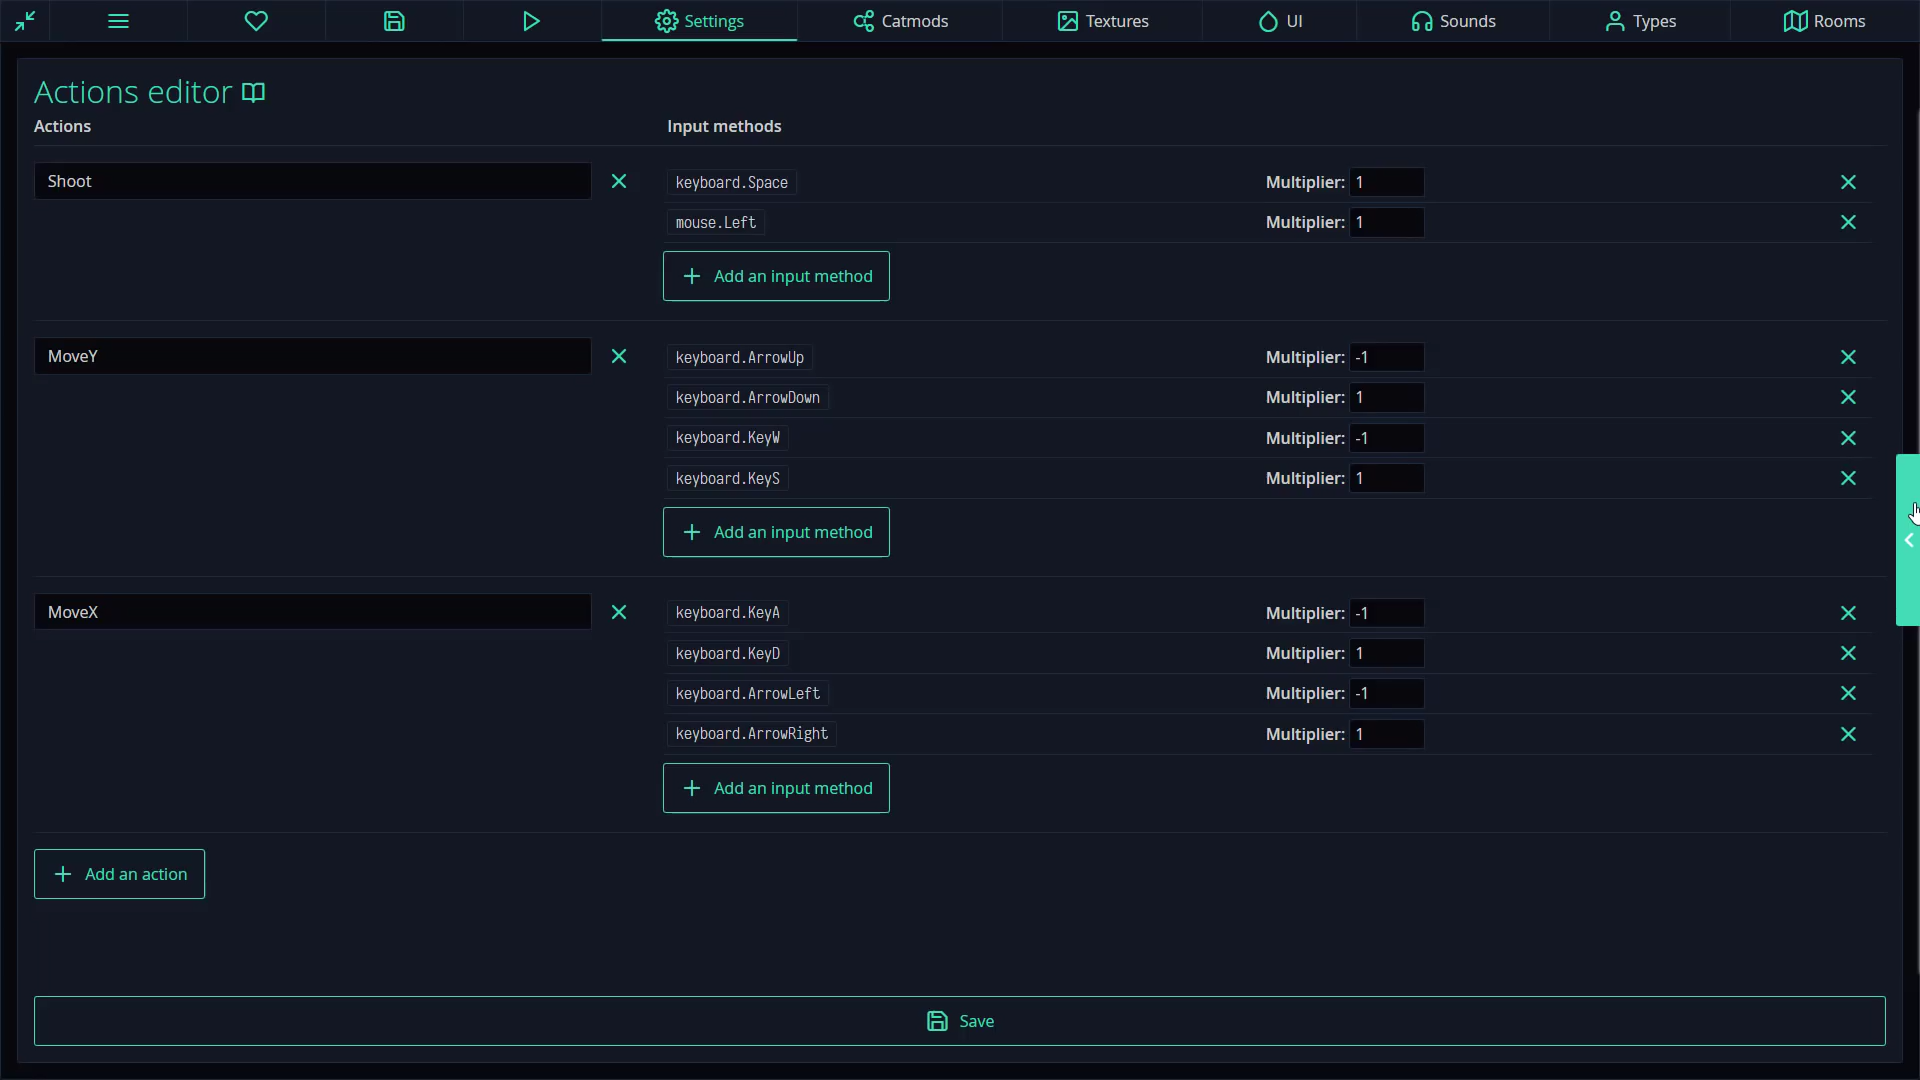 Settings
Catmods
Textures
UI
Sounds
Types
Rooms
Actions editor
Actions
Input methods
Shoot
keyboard.Space
Multiplier: 1
mouse.Left
Multiplier: 1
Add an input method
MoveY
keyboard.ArrowUp
Multiplier: -1
keyboard.ArrowDown
Multiplier: 1
keyboard.KeyW
Multiplier: -1
keyboard.KeyS
Multiplier: 1
Add an input method
MoveX
keyboard.KeyA
Multiplier: -1
keyboard.KeyD
Multiplier: 1
keyboard.ArrowLeft
Multiplier: -1
keyboard.ArrowRight
Multiplier: 1
Add an input method
Add an action
Save